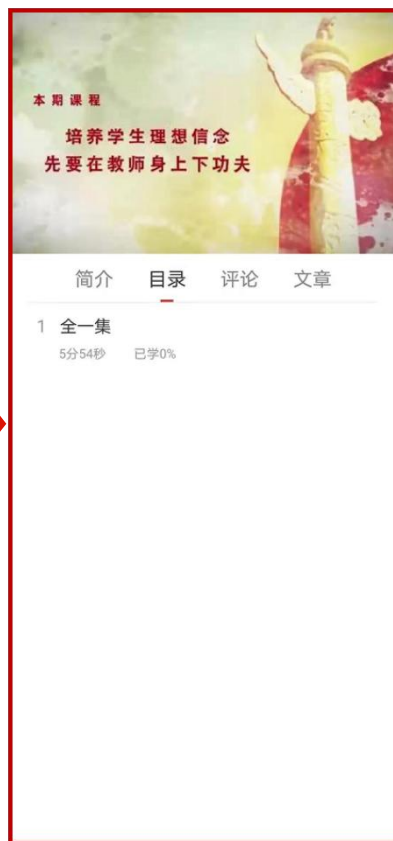 本期课程
培养学生理想信念
先要在教师身上下功夫
简介 目录 评论 文章
1 全一集
5分54秒 已学0%